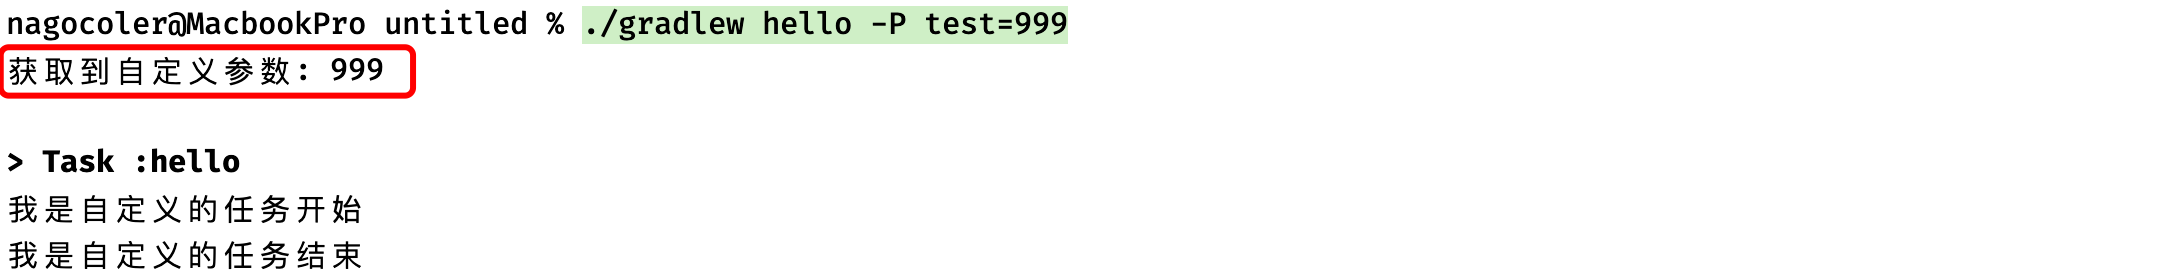 nagocoler@MacbookPro untitled % ./gradlew hello -P test=999
获取到自定义参数: 999
> Task :hello
我是自定义的任务开始
我是自定义的任务结束